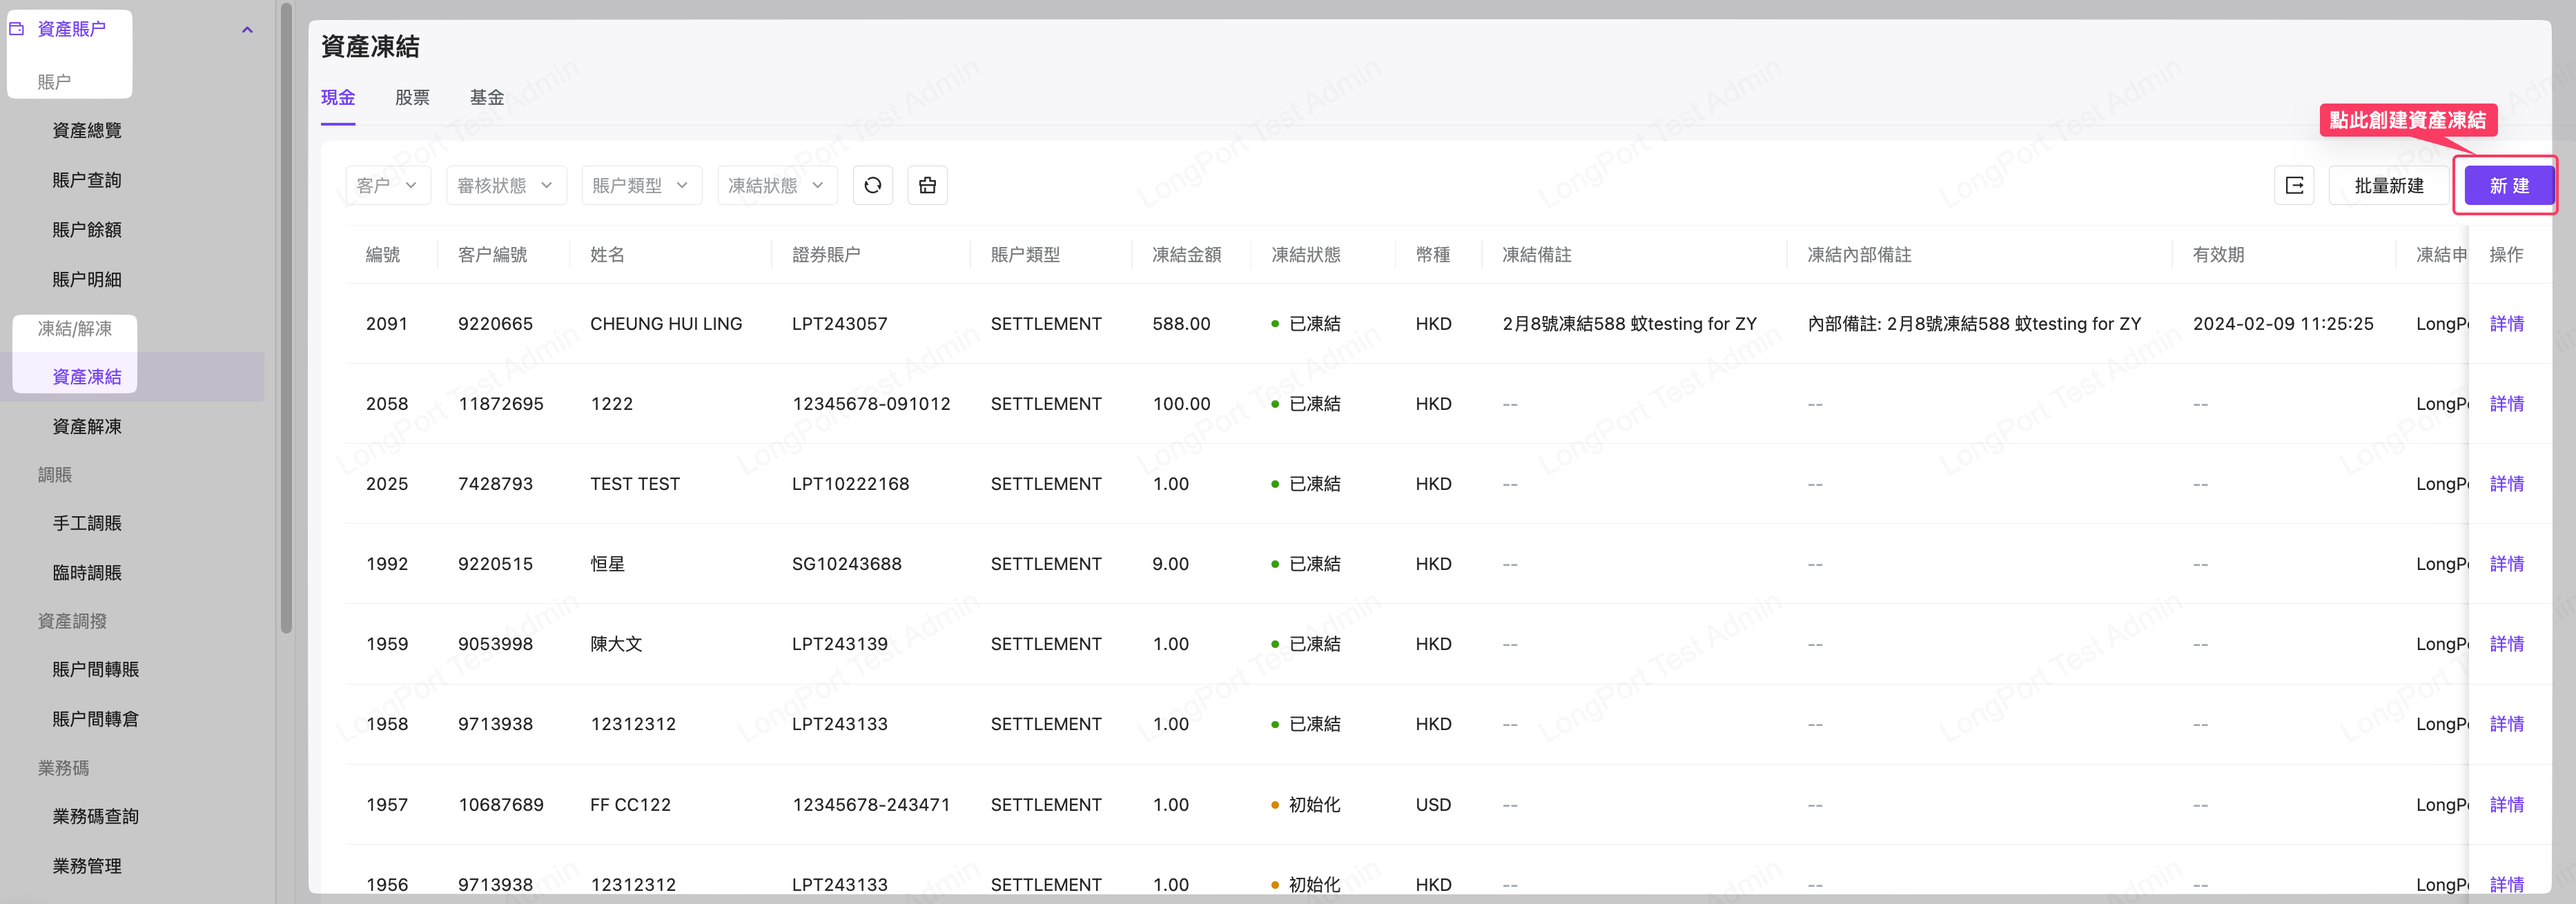 資產賬户
賬户
資產總覽
賬户查詢
賬户餘額
賬户明細
凍結/解凍
資產凍結
資產解凍
調賬
手工調賬
臨時調賬
資產調撥
賬户間轉賬
賬户間轉倉
業務碼
業務碼查詢
業務管理
資產凍結
現金 股票 基金
點此創建資產凍結
客户 審核狀態 賬户類型 凍結狀態 批量新建 新 建
編號 客户編號 姓名 證券賬户 賬户類型 凍結金額 凍結狀態 幣種 凍結備註 凍結內部備註 有效期 凍結申 操作
2091 9220665 CHEUNG HUI LING LPT243057 SETTLEMENT 588.00 已凍結 HKD 2月8號凍結588 蚊testing for ZY 內部備註: 2月8號凍結588 蚊testing for ZY 2024-02-09 11:25:25 LongPo 詳情
2058 11872695 1222 12345678-091012 SETTLEMENT 100.00 已凍結 HKD -- -- -- LongPo 詳情
2025 7428793 TEST TEST LPT10222168 SETTLEMENT 1.00 已凍結 HKD -- -- -- LongPo 詳情
1992 9220515 恒星 SG10243688 SETTLEMENT 9.00 已凍結 HKD -- -- -- LongPo 詳情
1959 9053998 陳大文 LPT243139 SETTLEMENT 1.00 已凍結 HKD -- -- -- LongPo 詳情
1958 9713938 12312312 LPT243133 SETTLEMENT 1.00 已凍結 HKD -- -- -- LongPo 詳情
1957 10687689 FF CC122 12345678-243471 SETTLEMENT 1.00 初始化 USD -- -- -- LongPo 詳情
1956 9713938 12312312 LPT243133 SETTLEMENT 1.00 初始化 HKD -- -- -- LongPo 詳情
LongPort Test Admin